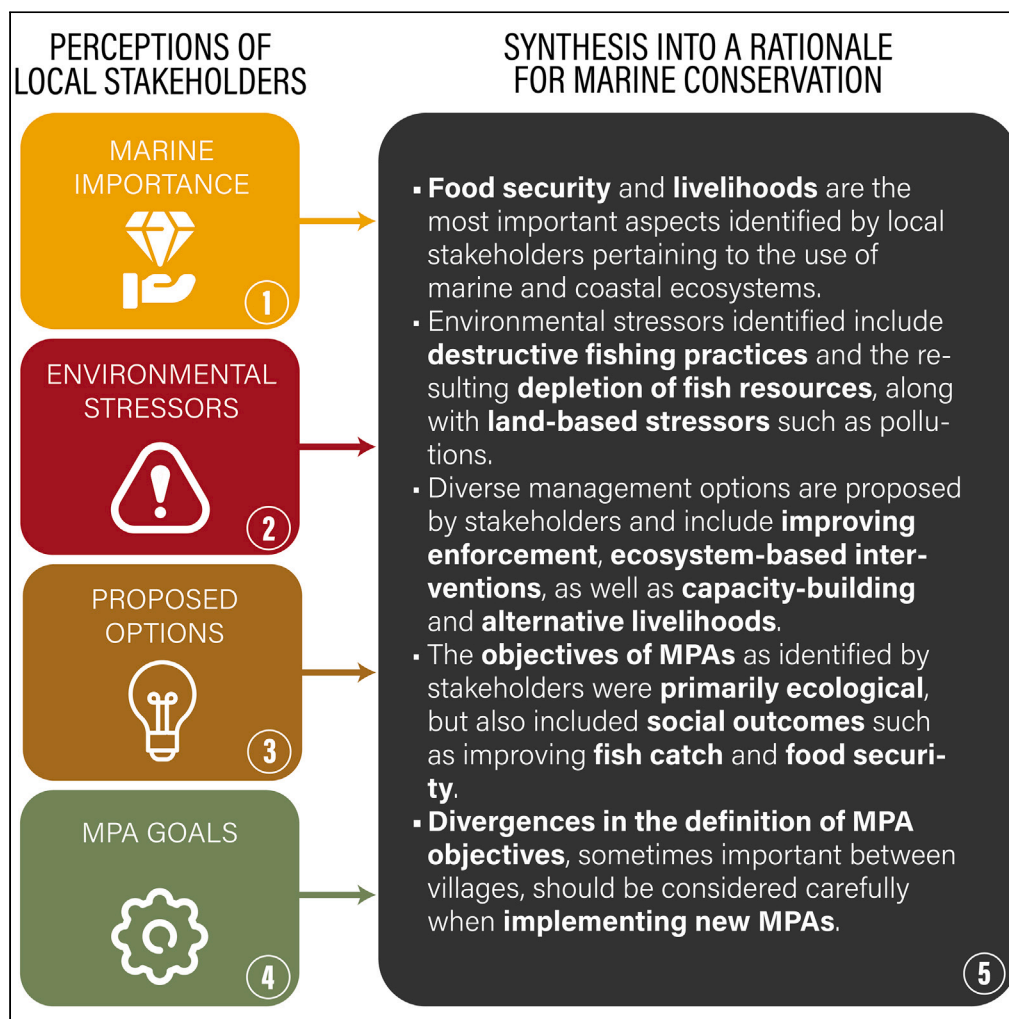 PERCEPTIONS OF
LOCAL STAKEHOLDERS
MARINE
IMPORTANCE
1
ENVIRONMENTAL
STRESSORS
2
PROPOSED
OPTIONS
3
MPA GOALS
4
SYNTHESIS INTO A RATIONALE
FOR MARINE CONSERVATION
▪ Food security and livelihoods are the
most important aspects identified by local
stakeholders pertaining to the use of
marine and coastal ecosystems.
▪ Environmental stressors identified include
destructive fishing practices and the re-
sulting depletion of fish resources, along
with land-based stressors such as pollu-
tions.
▪ Diverse management options are proposed
by stakeholders and include improving
enforcement, ecosystem-based inter-
ventions, as well as capacity-building
and alternative livelihoods.
▪ The objectives of MPAs as identified by
stakeholders were primarily ecological,
but also included social outcomes such
as improving fish catch and food securi-
ty.
▪ Divergences in the definition of MPA
objectives, sometimes important between
villages, should be considered carefully
when implementing new MPAs.
5